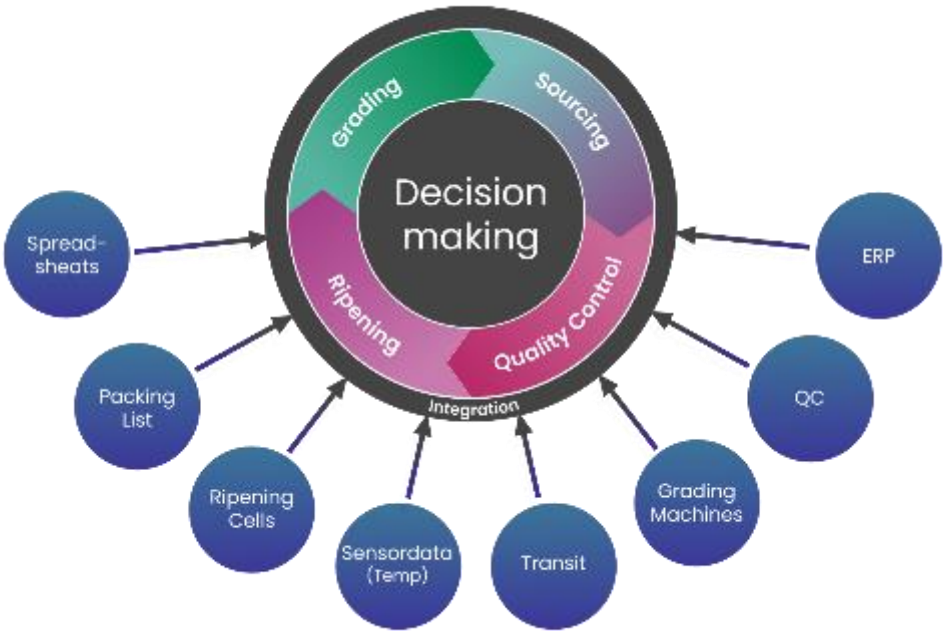 Grading
Sourcing
Decision
making
Ripening
Quality Control
Integration
Spread-
sheats
Packing
List
Ripening
Cells
Sensordata
(Temp)
Transit
Grading
Machines
QC
ERP